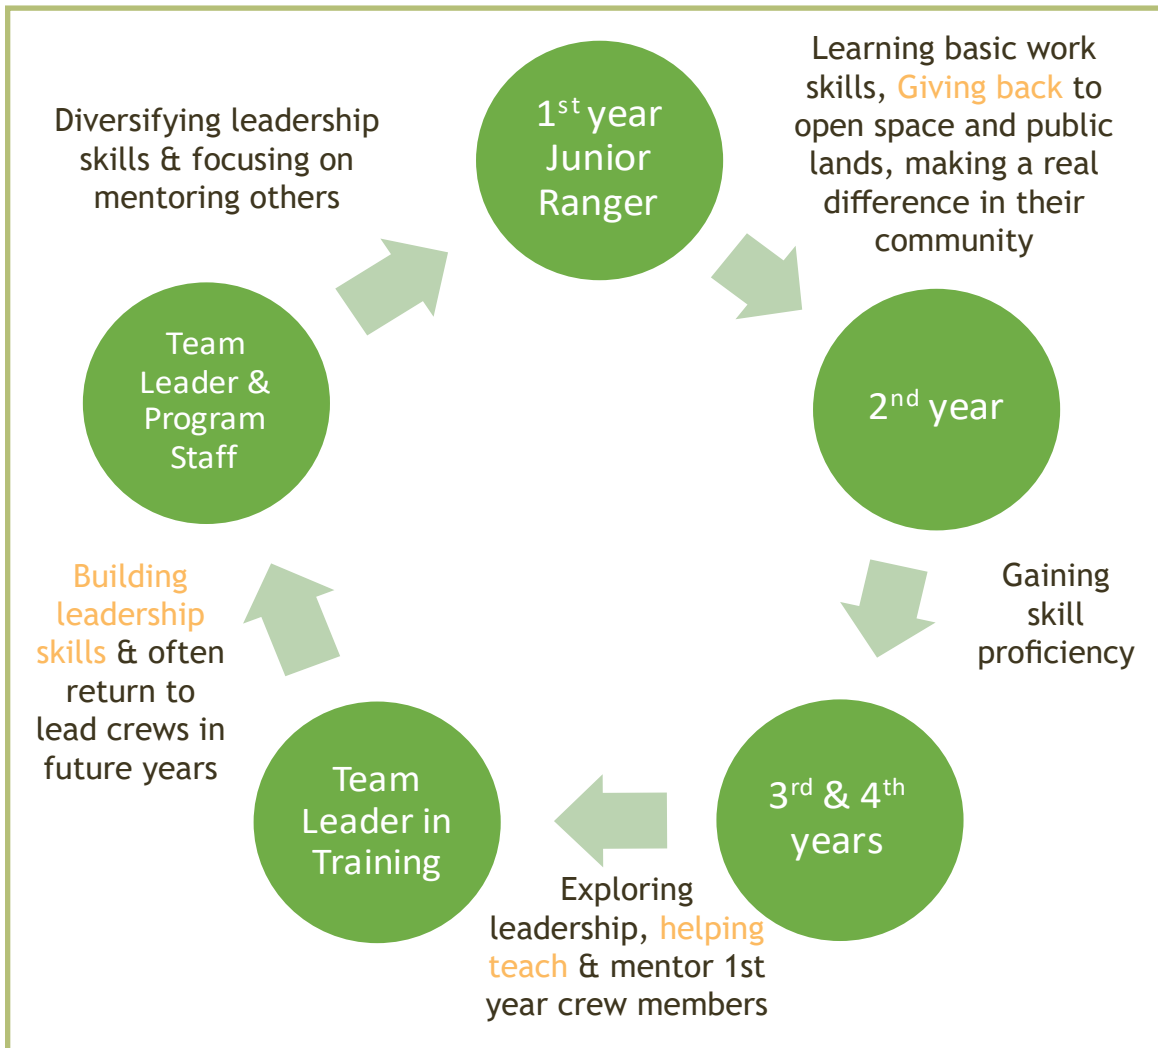 1st year
Junior
Ranger
Learning basic work
skills, Giving back to
open space and public
lands, making a real
difference in their
community
2nd year
Gaining
skill
proficiency
3rd & 4th
years
Exploring
leadership, helping
teach & mentor 1st
year crew members
Team
Leader in
Training
Building
leadership
skills & often
return to
lead crews in
future years
Team
Leader &
Program
Staff
Diversifying leadership
skills & focusing on
mentoring others